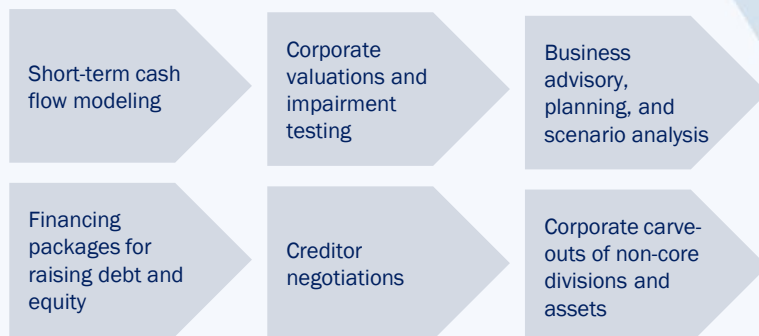 Short-term cash
flow modeling
Corporate
valuations and
impairment
testing
Business
advisory,
planning, and
scenario analysis
Financing
packages for
raising debt and
equity
Creditor
negotiations
Corporate carve-
outs of non-core
divisions and
assets